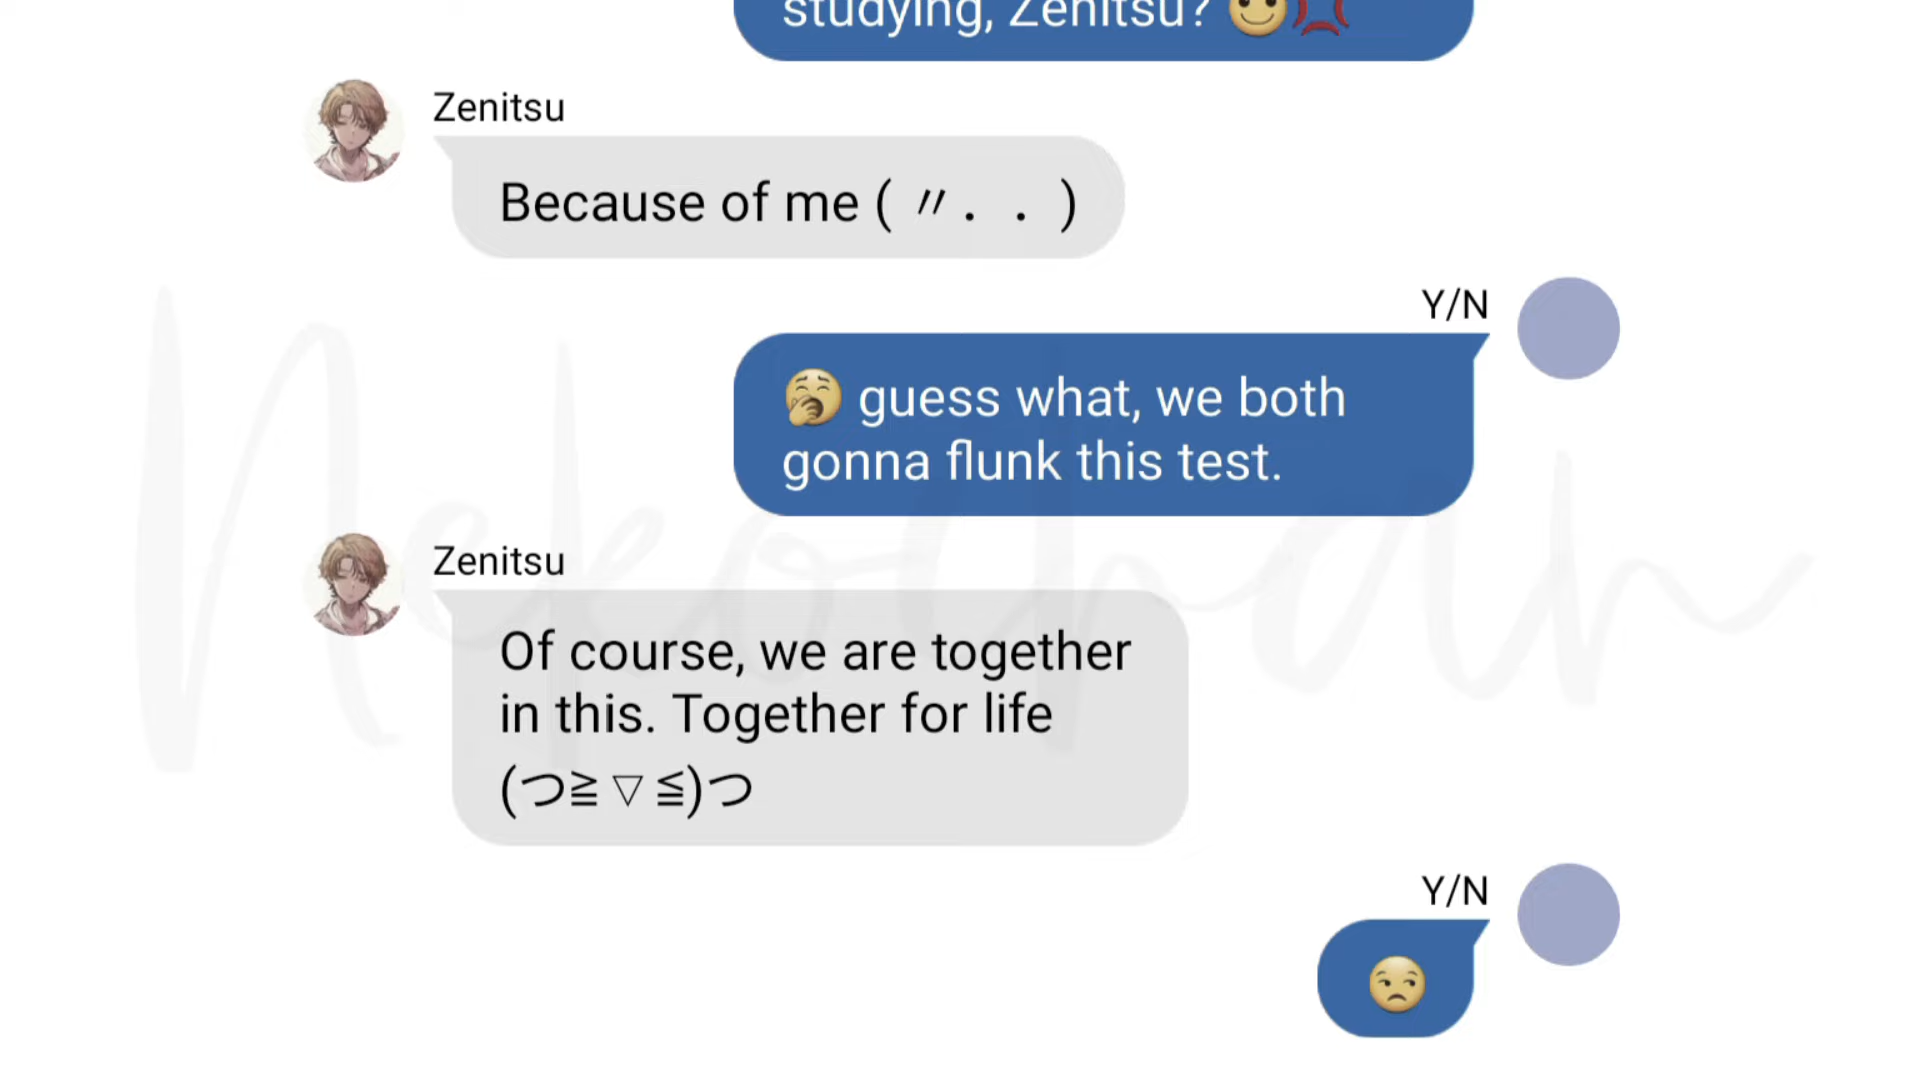 studying, Zenitsu? 🙂💢
Zenitsu
Because of me ( 〃．．)
Y/N
🥱 guess what, we both
gonna flunk this test.
Zenitsu
Of course, we are together
in this. Together for life
(つ≧▽≦)つ
Y/N
😒
Nekochan